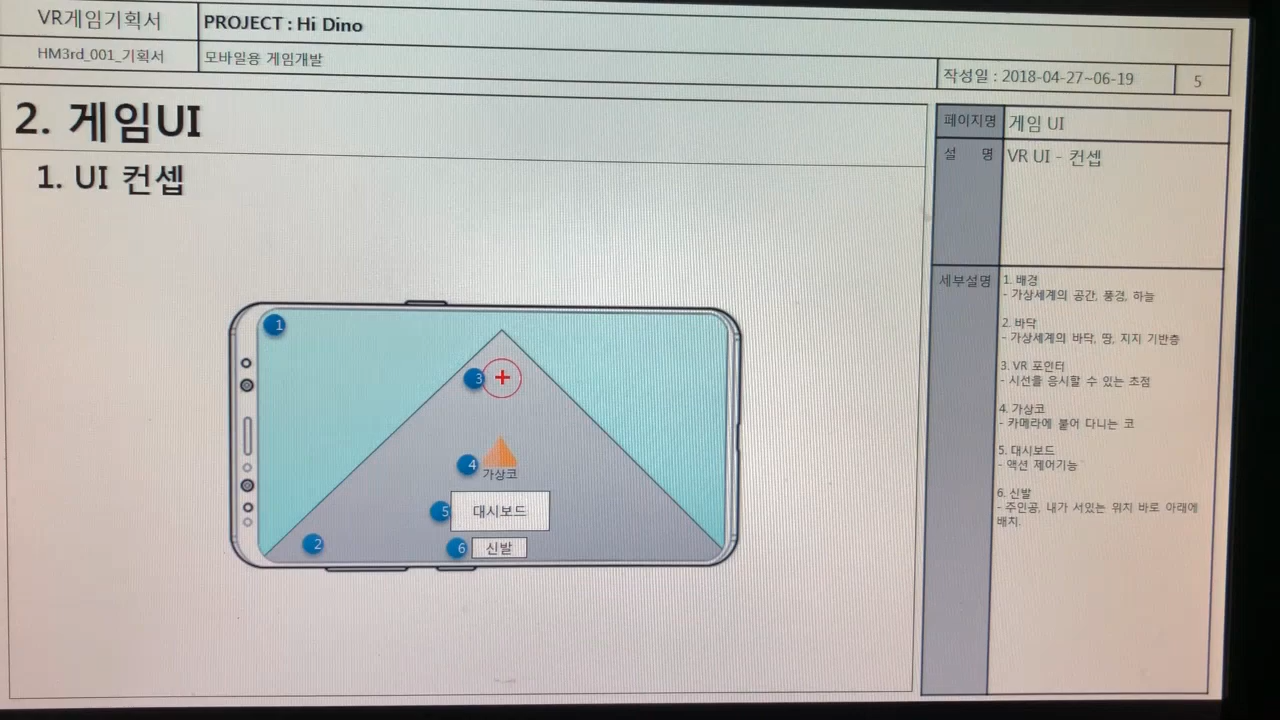 VR게임기획서
PROJECT : Hi Dino
HM3rd_001_기획서
모바일용 게임개발
작성일 : 2018-04-27~06-19
5
2. 게임UI
1. UI 컨셉
1
3
4
가상코
5
대시보드
2
6
신발
페이지명
게임 UI
설 명
VR UI - 컨셉
세부설명
1. 배경
- 가상세계의 공간, 풍경, 하늘
2. 바닥
- 가상세계의 바닥, 땅, 지지 기반층
3. VR 포인터
- 시선을 응시할 수 있는 초점
4. 가상코
- 카메라에 붙어 다니는 코
5. 대시보드
- 액션 제어기능
6. 신발
- 주인공, 내가 서있는 위치 바로 아래에
배치.